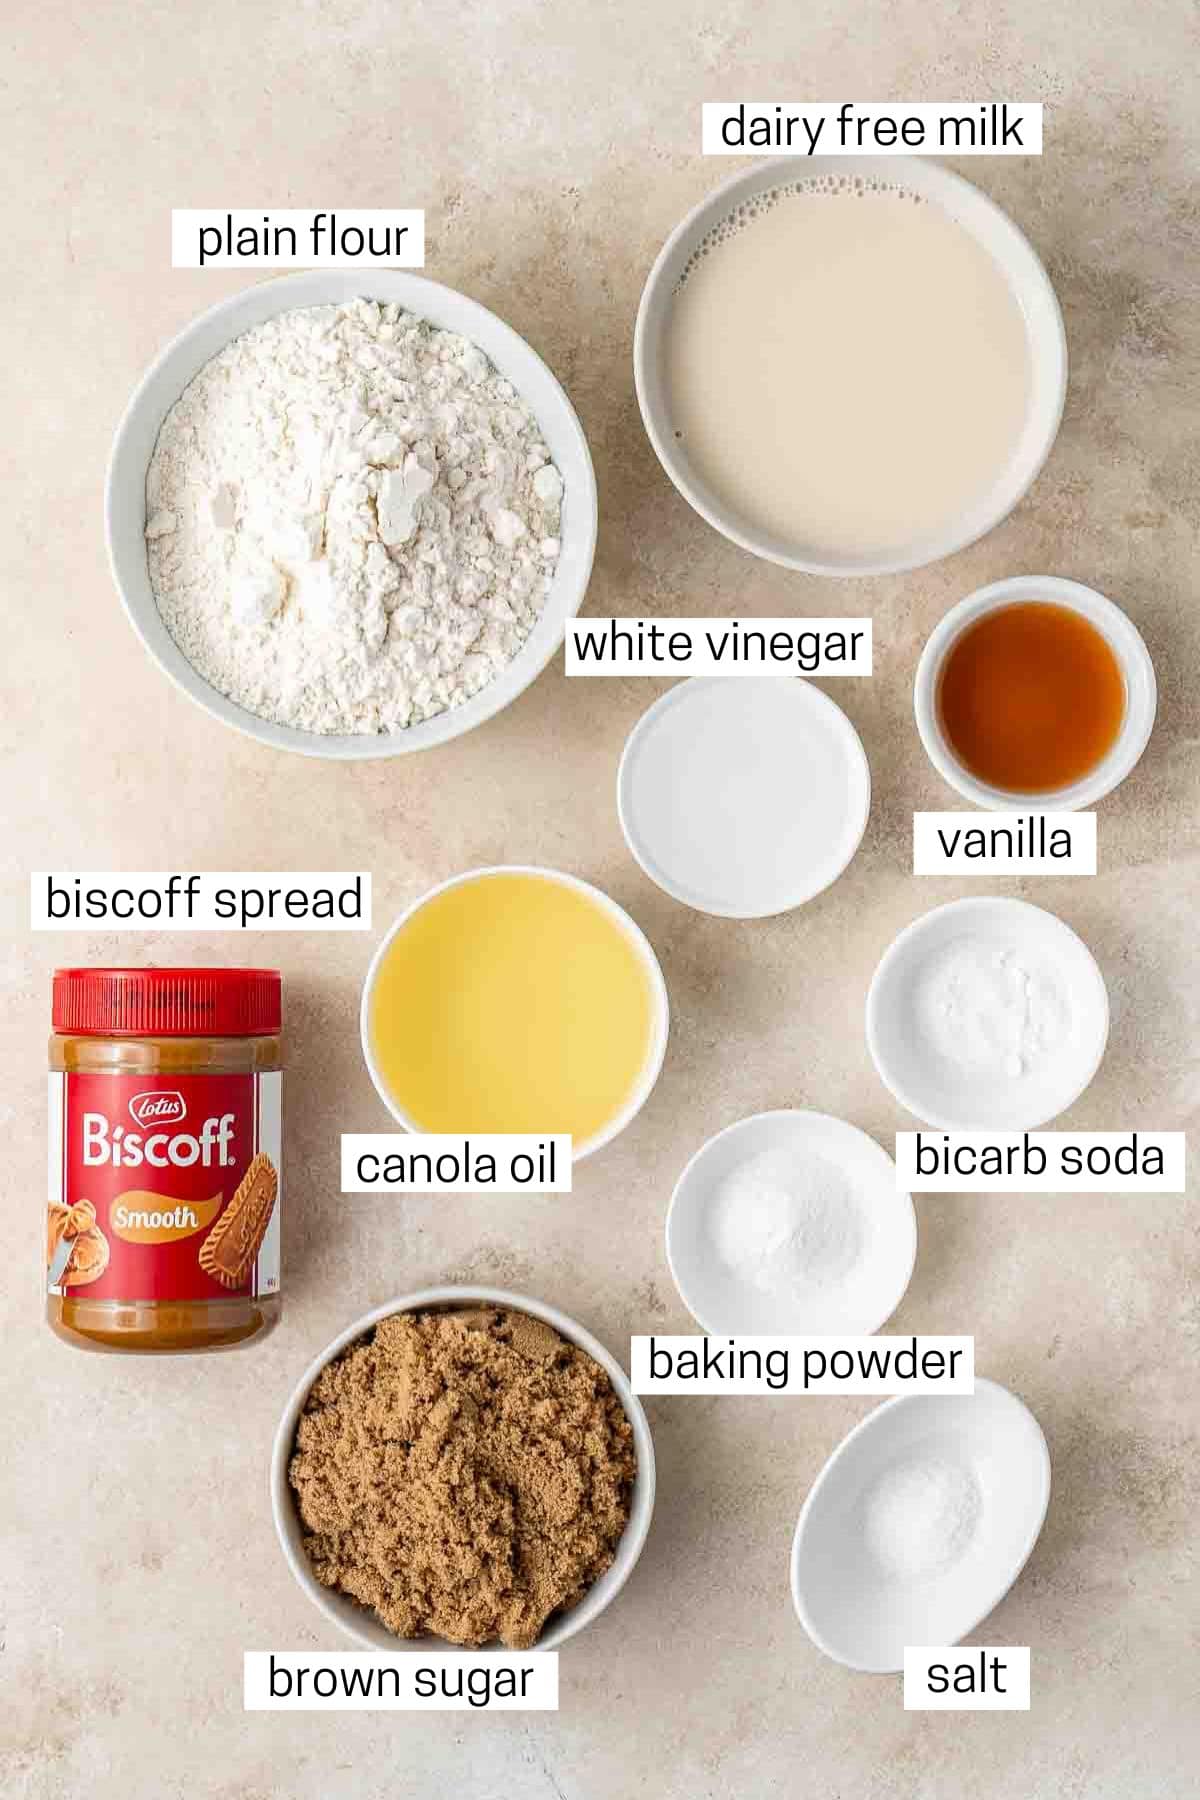 dairy free milk
plain flour
white vinegar
vanilla
biscoff spread
Lotus
Biscoff
Smooth
canola oil
bicarb soda
baking powder
brown sugar
salt